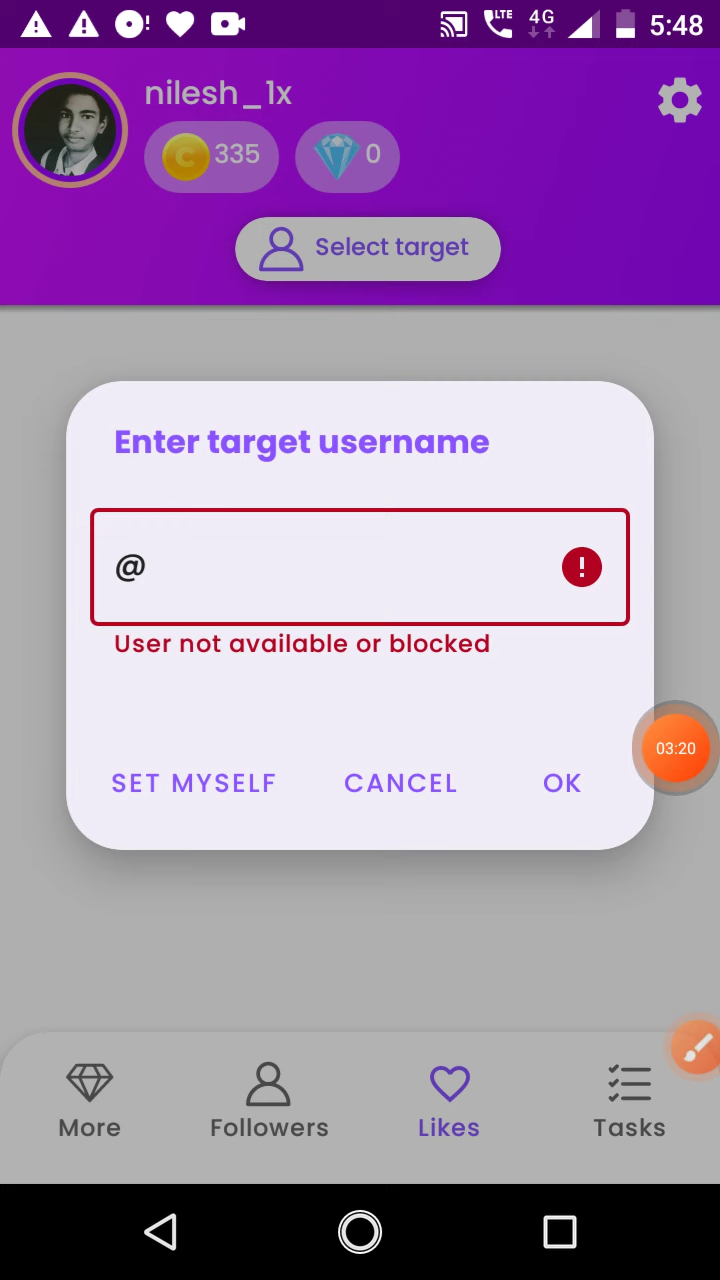 LTE
4G
5:48
nilesh_1x
335
0
Select target
Enter target username
@
User not available or blocked
03:20
SET MYSELF
CANCEL
OK
More
Followers
Likes
Tasks